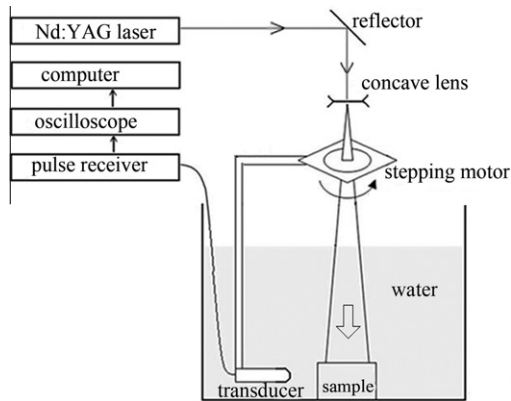 Nd:YAG laser
reflector
computer
concave lens
oscilloscope
pulse receiver
stepping motor
water
transducer
sample